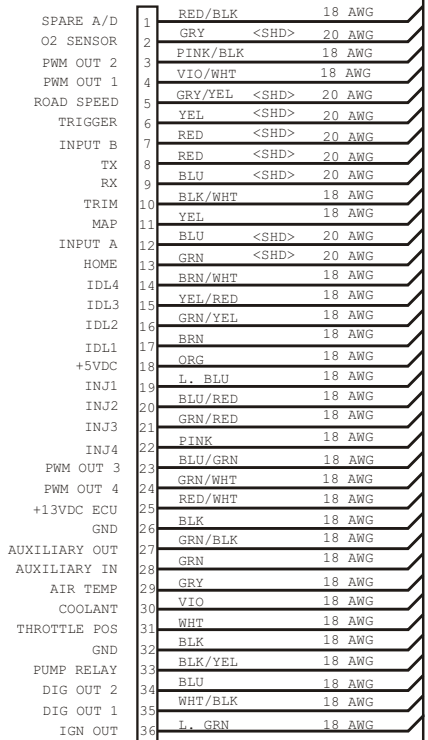 SPARE A/D 1 RED/BLK 18 AWG
O2 SENSOR 2 GRY <SHD> 20 AWG
PWM OUT 2 3 PINK/BLK 18 AWG
PWM OUT 1 4 VIO/WHT 18 AWG
ROAD SPEED 5 GRY/YEL <SHD> 20 AWG
TRIGGER 6 YEL <SHD> 20 AWG
INPUT B 7 RED <SHD> 20 AWG
TX 8 RED <SHD> 20 AWG
RX 9 BLU <SHD> 20 AWG
TRIM 10 BLK/WHT 18 AWG
MAP 11 YEL 18 AWG
INPUT A 12 BLU <SHD> 20 AWG
HOME 13 GRN <SHD> 20 AWG
IDL4 14 BRN/WHT 18 AWG
IDL3 15 YEL/RED 18 AWG
IDL2 16 GRN/YEL 18 AWG
IDL1 17 BRN 18 AWG
+5VDC 18 ORG 18 AWG
INJ1 19 L. BLU 18 AWG
INJ2 20 BLU/RED 18 AWG
INJ3 21 GRN/RED 18 AWG
INJ4 22 PINK 18 AWG
PWM OUT 3 23 BLU/GRN 18 AWG
PWM OUT 4 24 GRN/WHT 18 AWG
+13VDC ECU 25 RED/WHT 18 AWG
GND 26 BLK 18 AWG
AUXILIARY OUT 27 GRN/BLK 18 AWG
AUXILIARY IN 28 GRN 18 AWG
AIR TEMP 29 GRY 18 AWG
COOLANT 30 VIO 18 AWG
THROTTLE POS 31 WHT 18 AWG
GND 32 BLK 18 AWG
PUMP RELAY 33 BLK/YEL 18 AWG
DIG OUT 2 34 BLU 18 AWG
DIG OUT 1 35 WHT/BLK 18 AWG
IGN OUT 36 L. GRN 18 AWG